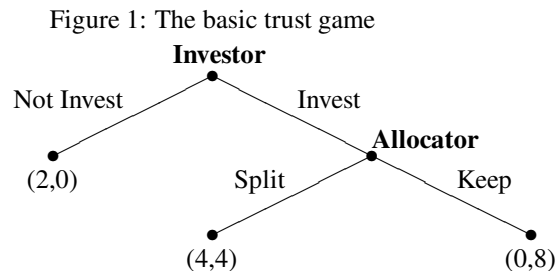 Figure 1: The basic trust game
Investor
Not Invest
Invest
Allocator
(2,0)
Split
Keep
(4,4)
(0,8)